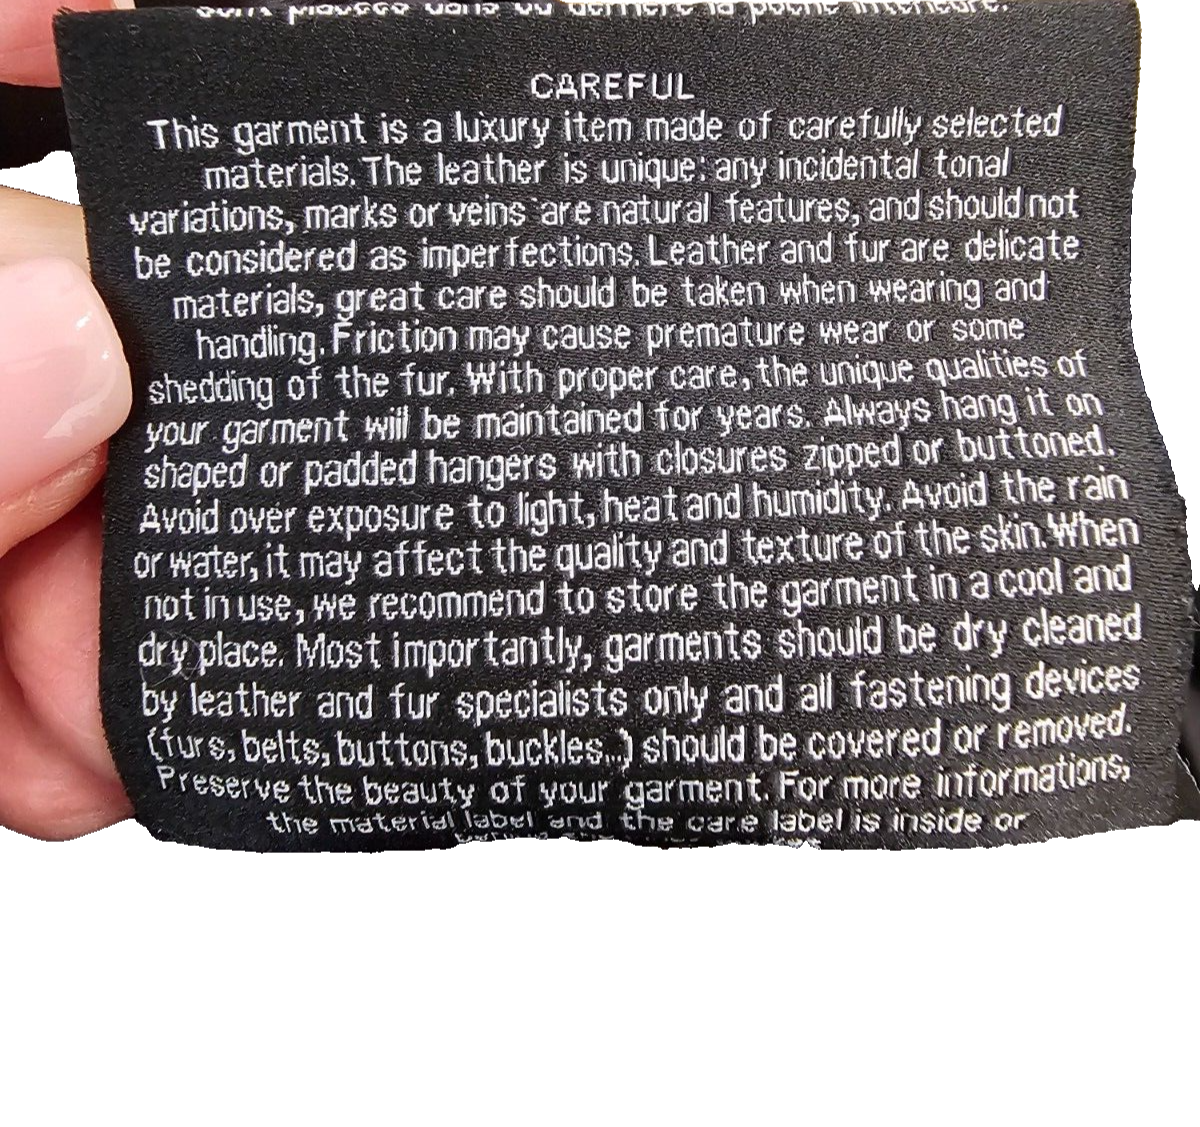 sont placées dans ou derrière la poche intérieure.
CAREFUL
This garment is a luxury item made of carefully selected
materials. The leather is unique: any incidental tonal
variations, marks or veins are natural features, and should not
be considered as imperfections. Leather and fur are delicate
materials, great care should be taken when wearing and
handling. Friction may cause premature wear or some
shedding of the fur. With proper care, the unique qualities of
your garment will be maintained for years. Always hang it on
shaped or padded hangers with closures zipped or buttoned.
Avoid over exposure to light, heat and humidity. Avoid the rain
or water, it may affect the quality and texture of the skin. When
not in use, we recommend to store the garment in a cool and
dry place. Most importantly, garments should be dry cleaned
by leather and fur specialists only and all fastening devices
(furs, belts, buttons, buckles...) should be covered or removed.
Preserve the beauty of your garment. For more informations,
the material label and the care label is inside or